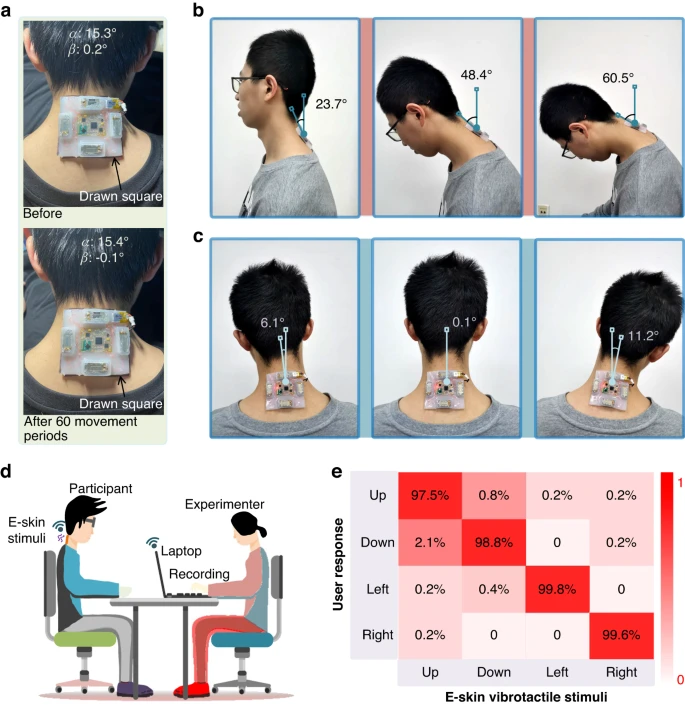 a
α: 15.3°
β: 0.2°
Drawn square
Before
α: 15.4°
β: -0.1°
Drawn square
After 60 movement
periods
b
23.7°
48.4°
60.5°
c
6.1°
0.1°
11.2°
d
Participant
E-skin
stimuli
Experimenter
Laptop
Recording
e
User response
Up 97.5% 0.8% 0.2% 0.2%
Down 2.1% 98.8% 0 0.2%
Left 0.2% 0.4% 99.8% 0
Right 0.2% 0 0 99.6%
Up Down Left Right
E-skin vibrotactile stimuli
1
0